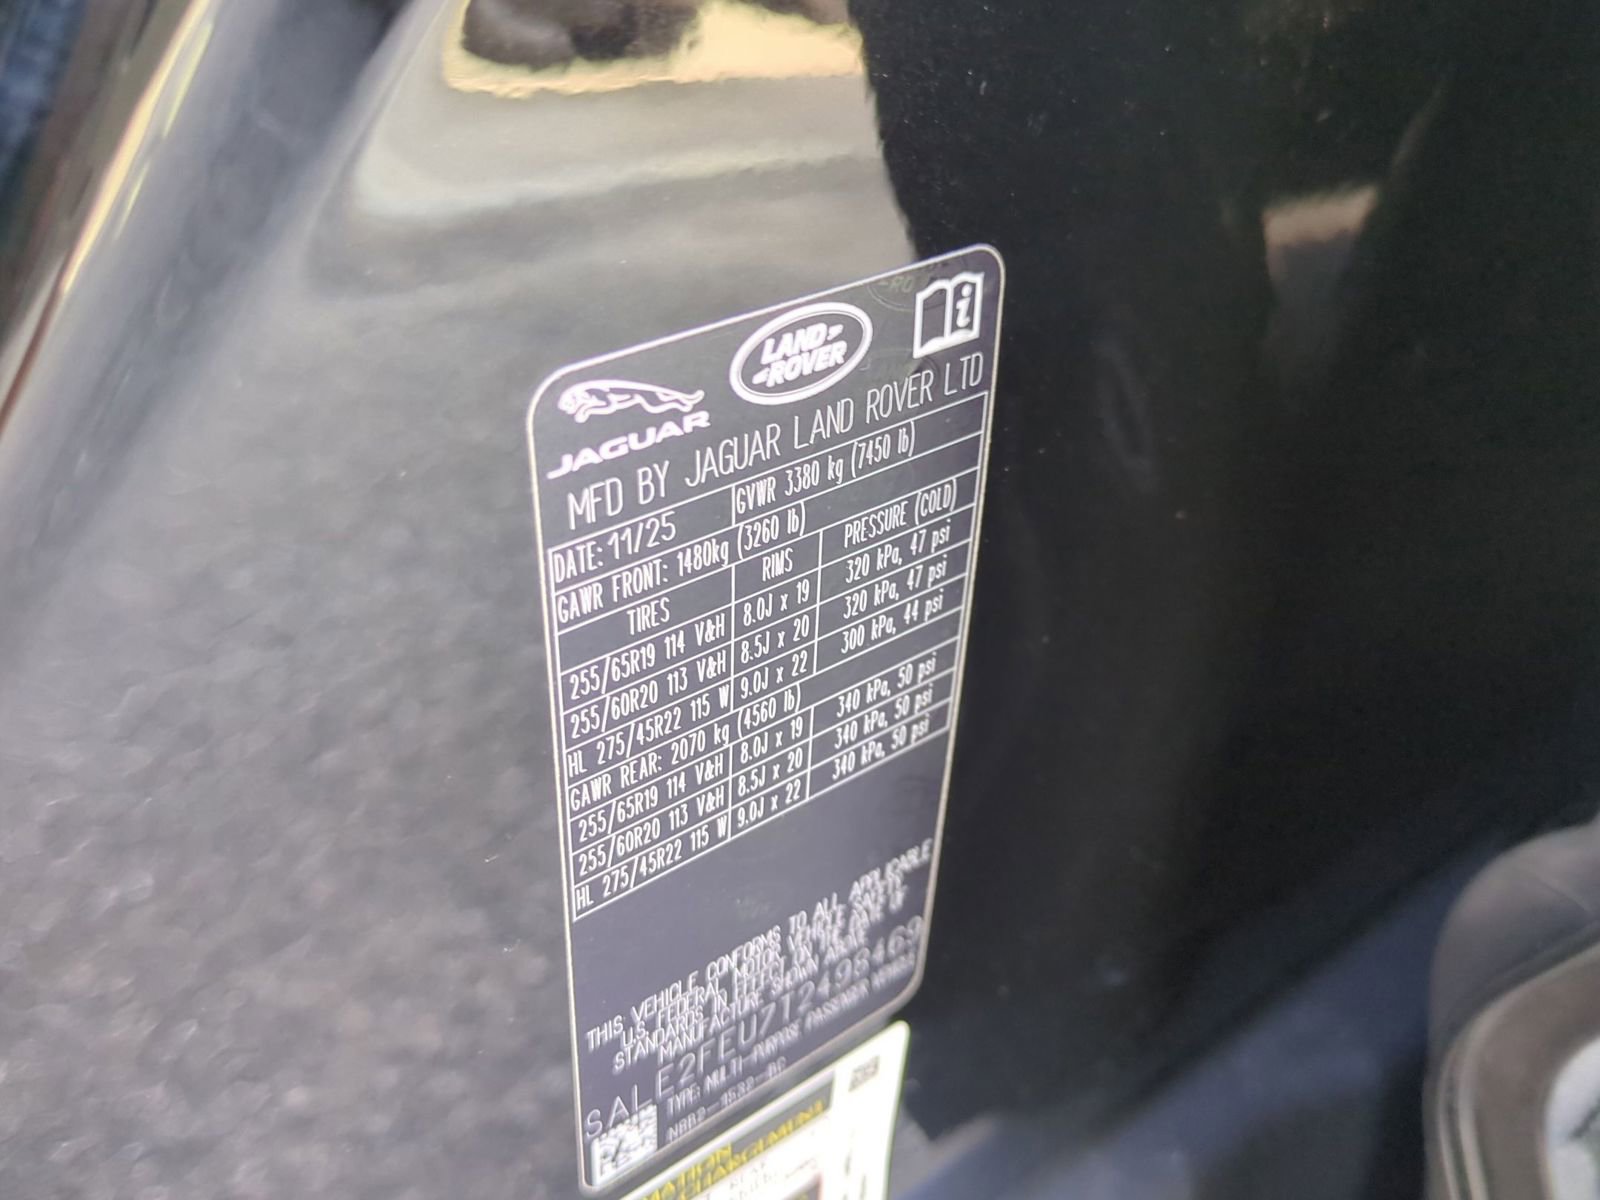 JAGUAR
LAND
ROVER
MFD BY JAGUAR LAND ROVER LTD
DATE: 11/25 GVWR 3380 kg (7450 lb)
GAWR FRONT: 1480kg (3260 lb)
TIRES RIMS PRESSURE (COLD)
255/65R19 114 V&H 8.0J x 19 320 kPa, 47 psi
255/60R20 113 V&H 8.5J x 20 320 kPa, 47 psi
HL 275/45R22 115 W 9.0J x 22 300 kPa, 44 psi
GAWR REAR: 2070 kg (4560 lb)
255/65R19 114 V&H 8.0J x 19 340 kPa, 50 psi
255/60R20 113 V&H 8.5J x 20 340 kPa, 50 psi
HL 275/45R22 115 W 9.0J x 22 340 kPa, 50 psi
THIS VEHICLE CONFORMS TO ALL APPLICABLE
U.S. FEDERAL MOTOR VEHICLE SAFETY
STANDARDS IN EFFECT ON THE DATE OF
MANUFACTURE SHOWN ABOVE
SALE2FEU7T2498469
TYPE: MULTI-PURPOSE PASSENGER VEHICLE